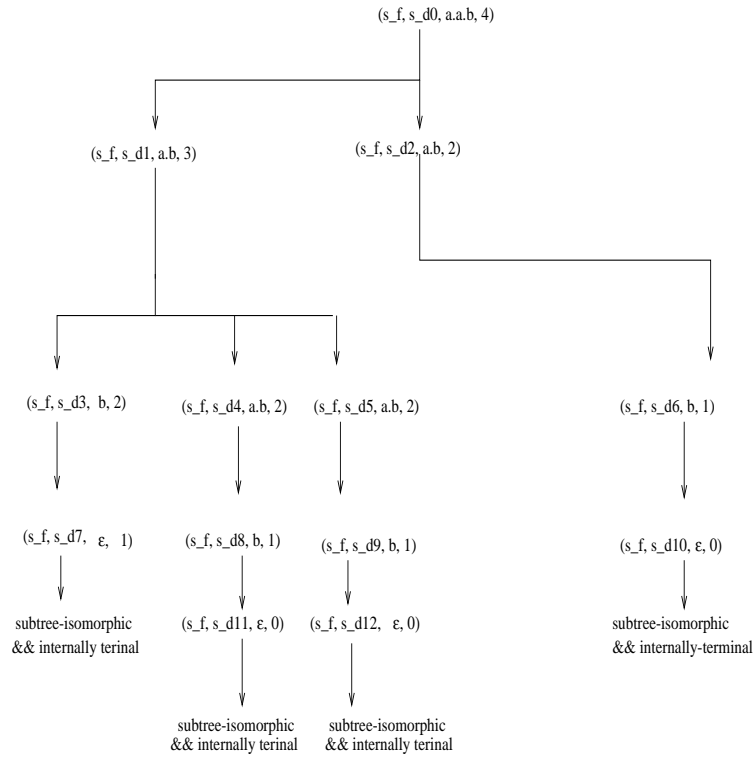 (s_f, s_d0, a.a.b, 4)
(s_f, s_d1, a.b, 3)
(s_f, s_d2, a.b, 2)
(s_f, s_d3, b, 2)
(s_f, s_d4, a.b, 2)
(s_f, s_d5, a.b, 2)
(s_f, s_d6, b, 1)
(s_f, s_d7, ε, 1)
(s_f, s_d8, b, 1)
(s_f, s_d9, b, 1)
(s_f, s_d10, ε, 0)
subtree-isomorphic
&& internally terinal
(s_f, s_d11, ε, 0)
(s_f, s_d12, ε, 0)
subtree-isomorphic
&& internally-terminal
subtree-isomorphic
&& internally terinal
subtree-isomorphic
&& internally terinal